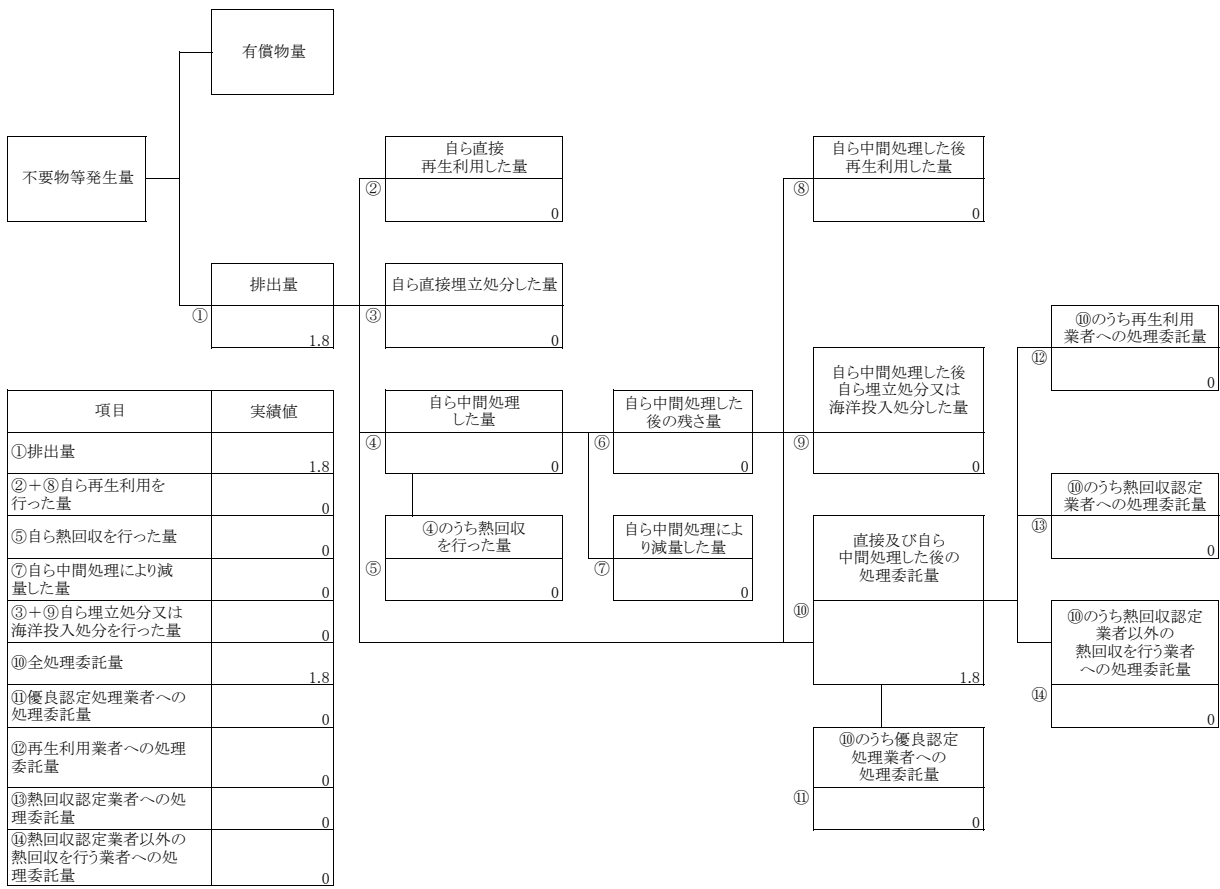 有償物量
不要物等発生量
自ら直接
再生利用した量
②
0
自ら中間処理した後
再生利用した量
⑧
0
排出量
①
1.8
自ら直接埋立処分した量
③
0
⑩のうち再生利用
業者への処理委託量
⑫
0
自ら中間処理
した量
④
0
自ら中間処理した
後の残さ量
⑥
0
自ら中間処理した後
自ら埋立処分又は
海洋投入処分した量
⑨
0
⑩のうち熱回収認定
業者への処理委託量
⑬
0
④のうち熱回収
を行った量
⑤
0
自ら中間処理によ
り減量した量
⑦
0
直接及び自ら
中間処理した後の
処理委託量
⑩
1.8
⑩のうち熱回収認定
業者以外の
熱回収を行う業者
への処理委託量
⑭
0
⑩のうち優良認定
処理業者への
処理委託量
⑪
0
項目 実績値
①排出量
1.8
②+⑧自ら再生利用を
行った量
0
⑤自ら熱回収を行った量
0
⑦自ら中間処理により減
量した量
0
③+⑨自ら埋立処分又は
海洋投入処分を行った量
0
⑩全処理委託量
1.8
⑪優良認定処理業者への
処理委託量
0
⑫再生利用業者への処理
委託量
0
⑬熱回収認定業者への処
理委託量
0
⑭熱回収認定業者以外の
熱回収を行う業者への処
理委託量
0